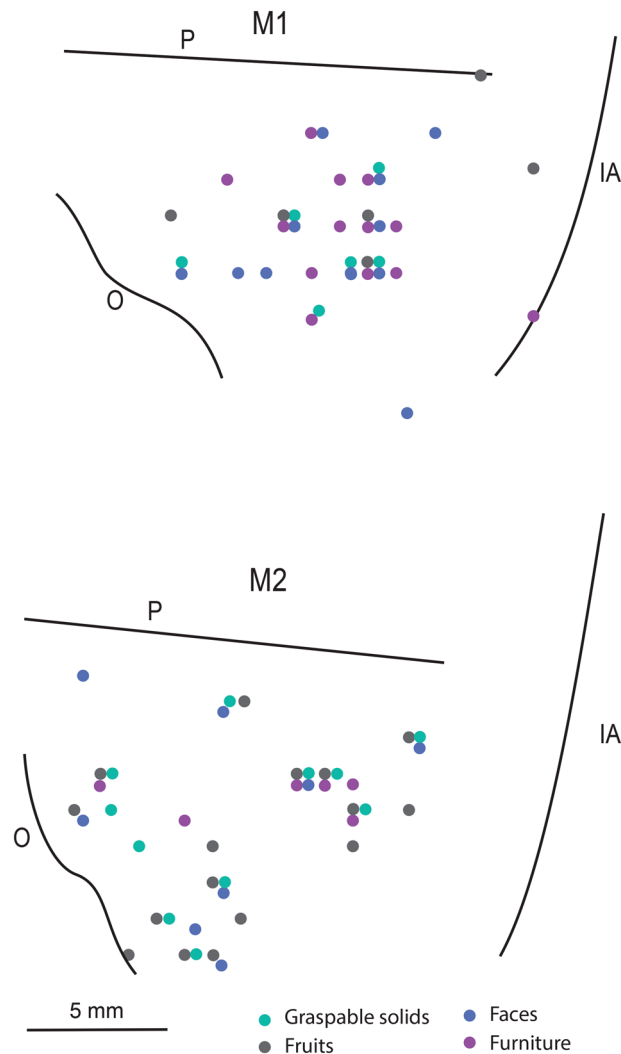 M1
P
IA
O
M2
P
IA
O
5 mm
Graspable solids
Faces
Fruits
Furniture